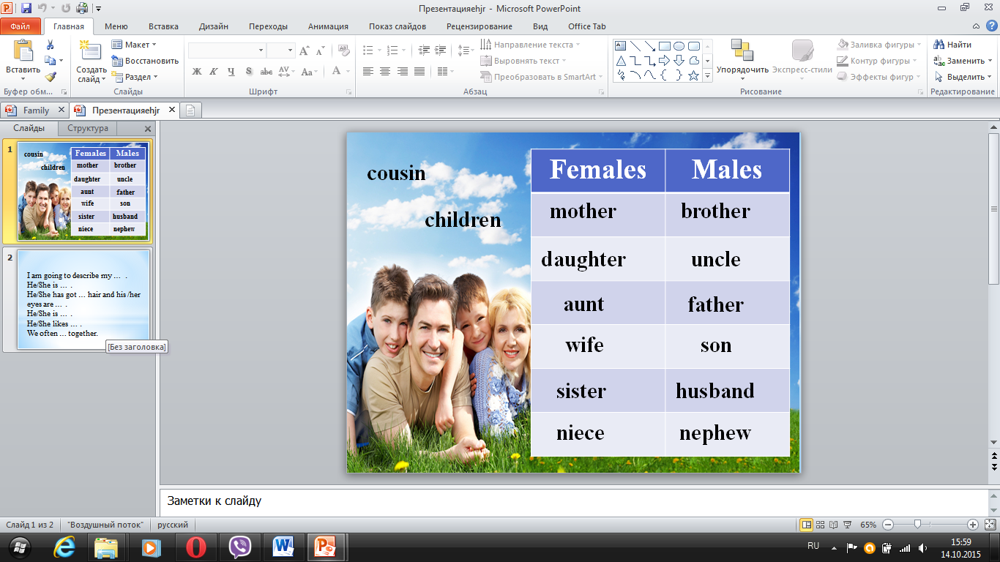 Презентацияehjr - Microsoft PowerPoint
Файл Главная Меню Вставка Дизайн Переходы Анимация Показ слайдов Рецензирование Вид Office Tab
Вставить
Буфер обм...
Создать слайд
Макет
Восстановить
Раздел
Слайды
Ж К Ч S abc AV Aa A
Шрифт
Направление текста
Выровнять текст
Преобразовать в SmartArt
Абзац
Упорядочить
Экспресс-стили
Заливка фигуры
Контур фигуры
Эффекты фигур
Рисование
Найти
Заменить
Выделить
Редактирование
Family Презентацияehjr
Слайды Структура
1
cousin
children
Females Males
mother brother
daughter uncle
aunt father
wife son
sister husband
niece nephew
2
I am going to describe my … .
He/She is … .
He/She has got … hair and his /her
eyes are … .
He/She is … .
He/She likes … .
We often … together.
[Без заголовка]
cousin
children
Females Males
mother brother
daughter uncle
aunt father
wife son
sister husband
niece nephew
Заметки к слайду
Слайд 1 из 2 "Воздушный поток" русский 65%
RU
15:59
14.10.2015